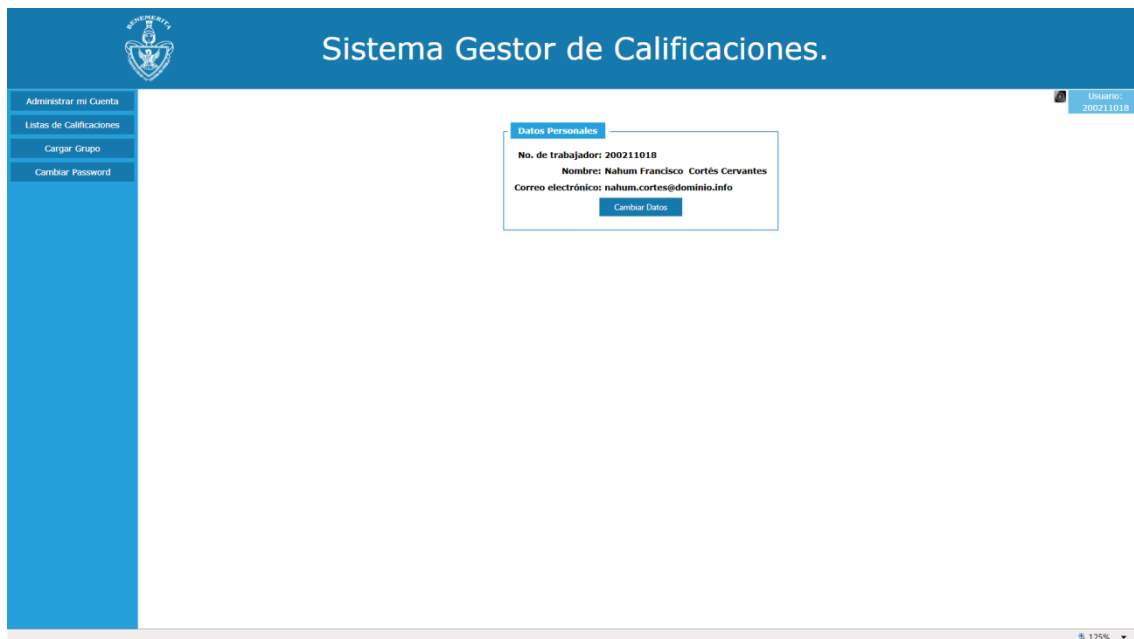 BENEMERITA
Sistema Gestor de Calificaciones.
Administrar mi Cuenta
Listas de Calificaciones
Cargar Grupo
Cambiar Password
Usuario:
200211018
Datos Personales
No. de trabajador: 200211018
Nombre: Nahum Francisco Cortés Cervantes
Correo electrónico: nahum.cortes@dominio.info
Cambiar Datos
125%